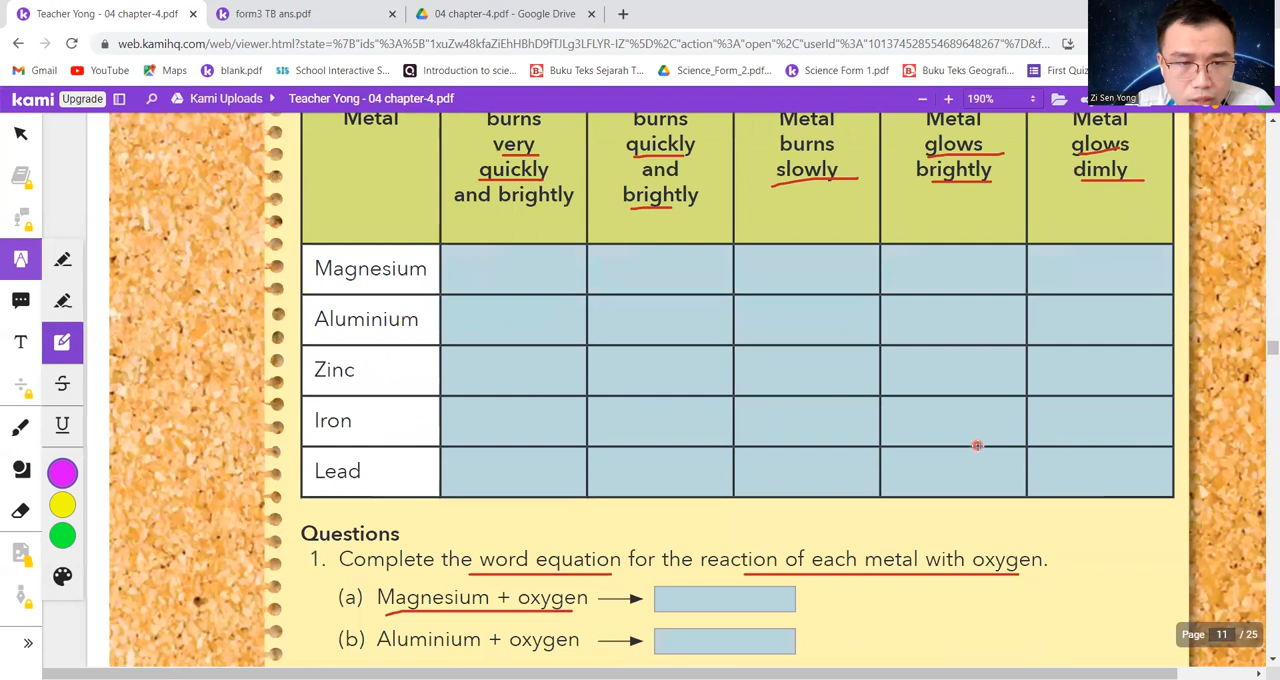 Teacher Yong - 04 chapter-4.pdf
form3 TB ans.pdf
04 chapter-4.pdf - Google Drive
web.kamihq.com/web/viewer.html?state=%7B"ids"%3A%5B"1xuZw48kfaZiEhHBhD9fTJLg3LFLYR-IZ"%5D%2C"action"%3A"open"%2C"userId"%3A"101374528554689648267"%7D&f...
Gmail
YouTube
Maps
blank.pdf
School Interactive S...
Introduction to scie...
Buku Teks Sejarah T...
Science_Form_2.pdf...
Science Form 1.pdf
Buku Teks Geografi...
First Quiz
Zi Sen Yong
kami
Upgrade
Kami Uploads
Teacher Yong - 04 chapter-4.pdf
190%
Metal
burns
very
quickly
and brightly
burns
quickly
and
brightly
Metal
burns
slowly
Metal
glows
brightly
Metal
glows
dimly
Magnesium
Aluminium
Zinc
Iron
Lead
Questions
1. Complete the word equation for the reaction of each metal with oxygen.
(a) Magnesium + oxygen
(b) Aluminium + oxygen
Page 11 / 25